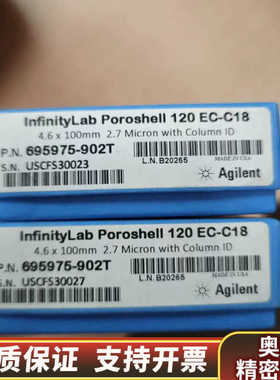 InfinityLab Poroshell 120 EC-C18
4.6 x 100mm 2.7 Micron with Column ID
P.N. 695975-902T
S.N. USCFS30023
L.N. B20265
MADE IN USA
Agilent
InfinityLab Poroshell 120 EC-C18
4.6 x 100mm 2.7 Micron with Column ID
P.N. 695975-902T
S.N. USCFS30027
L.N. B20265
MADE IN USA
Agilent
质保证 支持开票
奥
精密